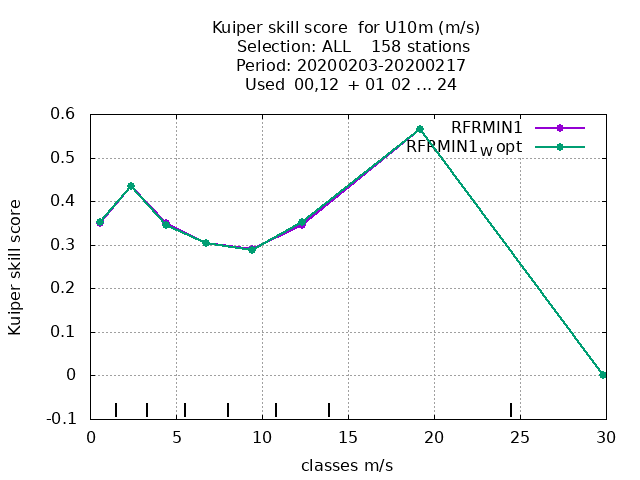 Kuiper skill score  for U10m (m/s)
Selection: ALL    158 stations
Period: 20200203-20200217
Used  00,12  + 01 02 ... 24
RFRMIN1
RFRMIN1W opt
0.6
0.5
0.4
0.3
0.2
0.1
0
-0.1
Kuiper skill score
0 5 10 15 20 25 30
classes m/s